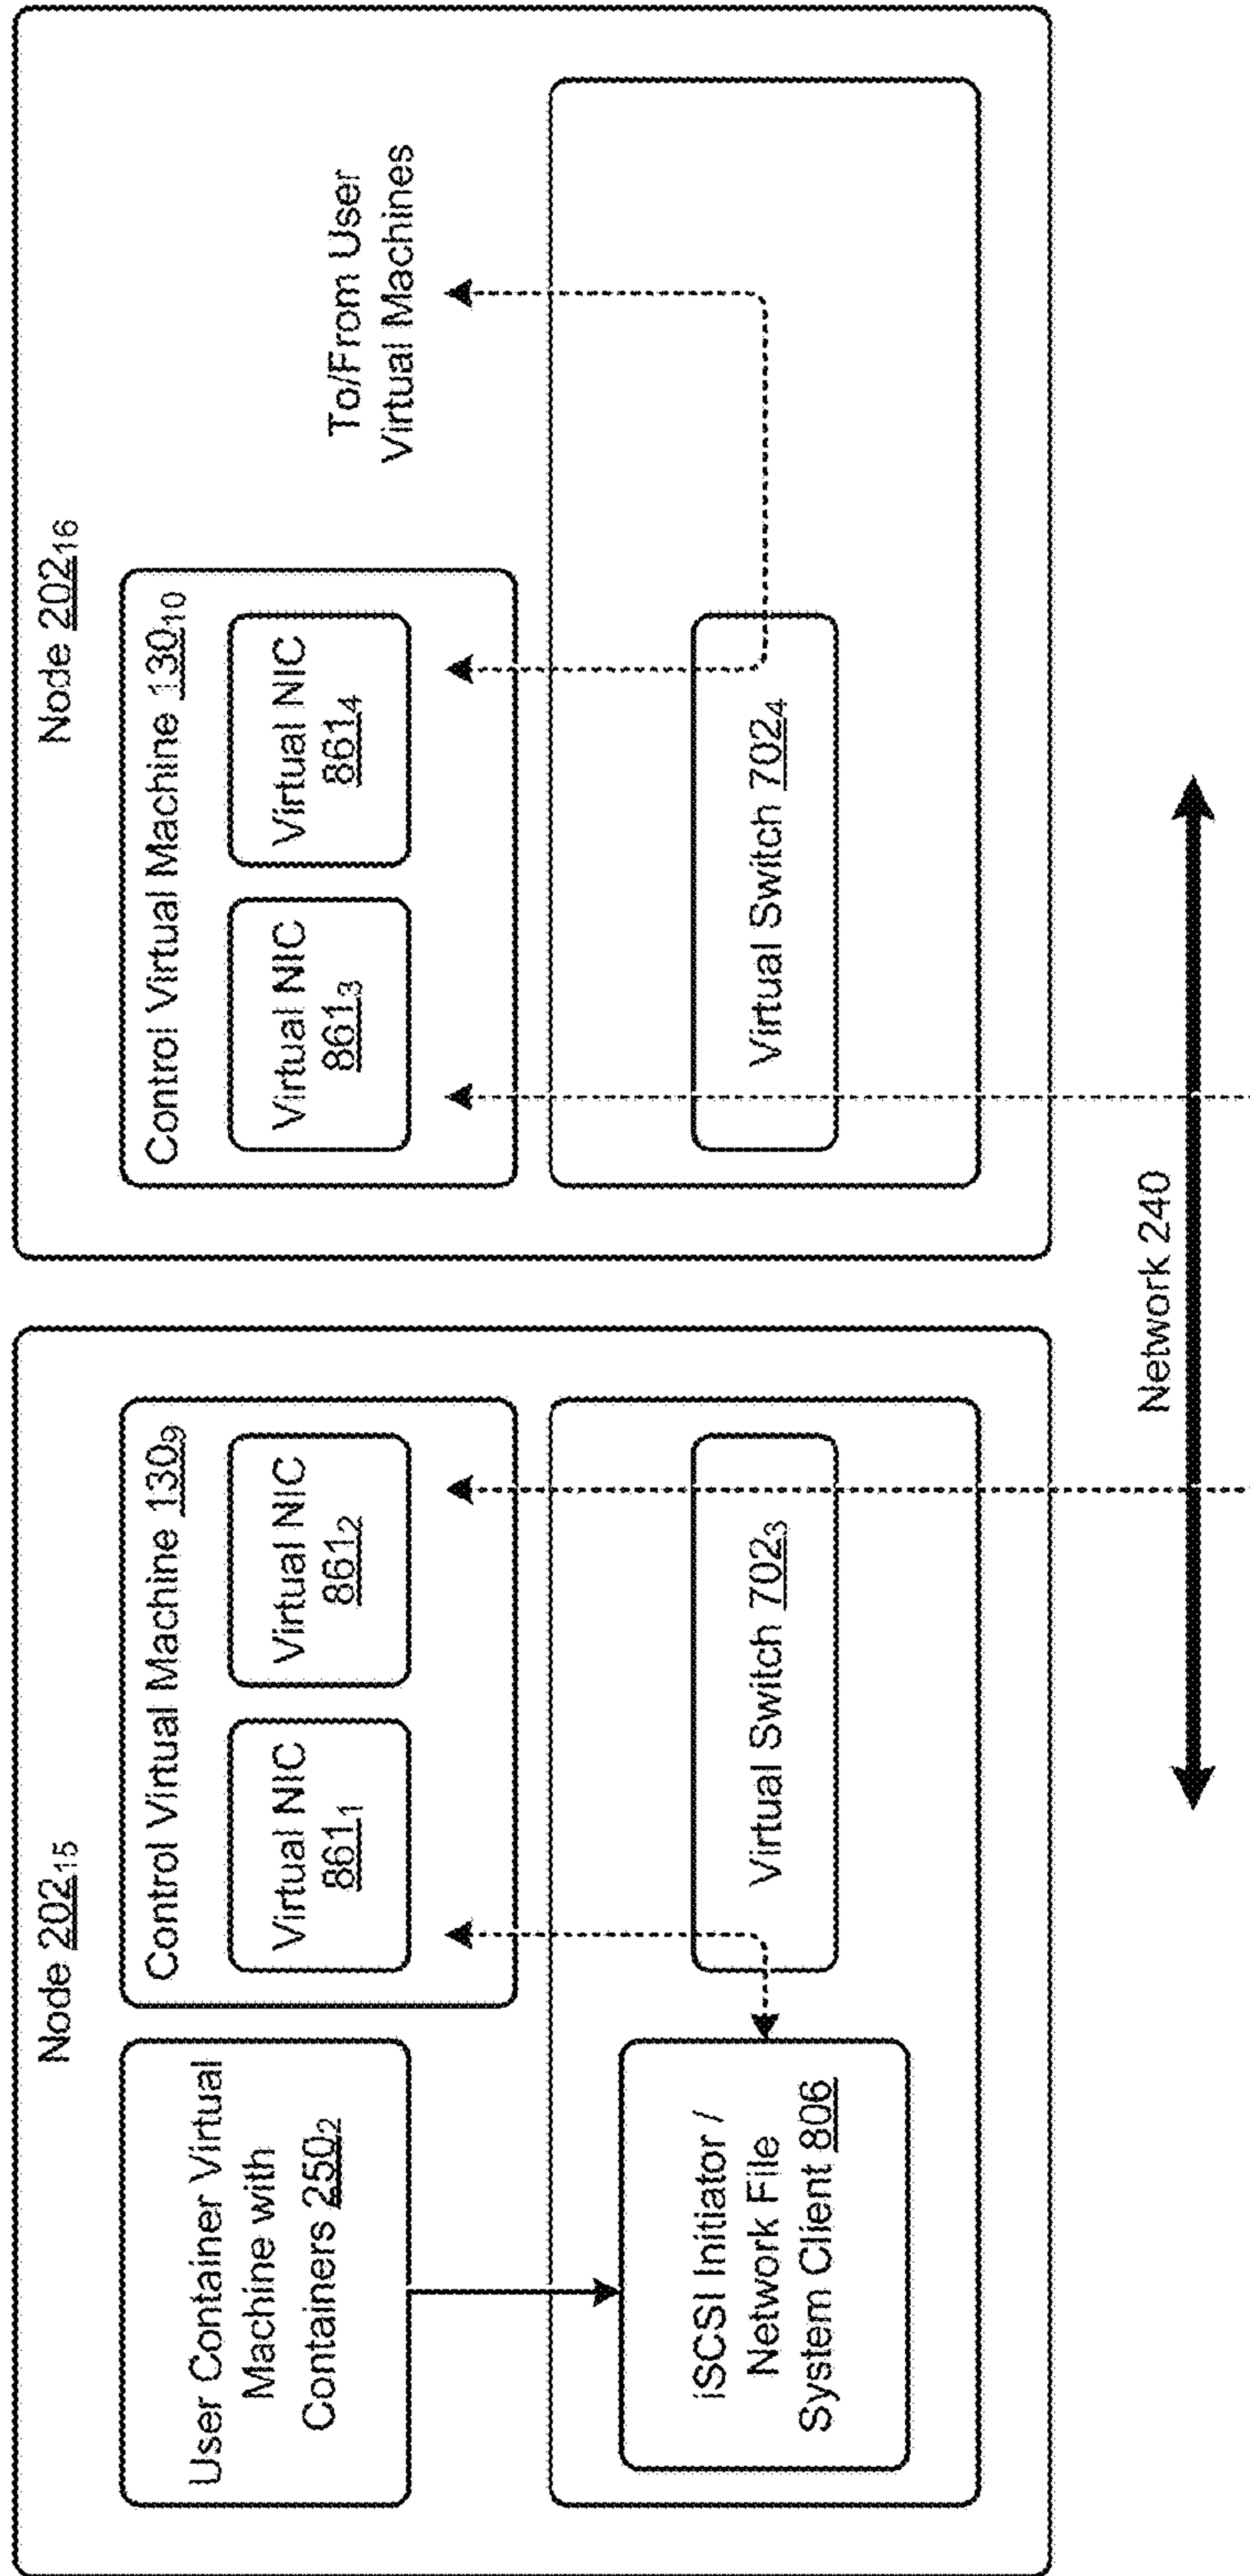 Node 202₁₅
User Container Virtual
Machine with
Containers 250₂
Control Virtual Machine 130₉
Virtual NIC
861₁
Virtual NIC
861₂
iSCSI Initiator /
Network File
System Client 806
Virtual Switch 702₃
Node 202₁₆
Control Virtual Machine 130₁₀
Virtual NIC
861₃
Virtual NIC
861₄
To/From User
Virtual Machines
Virtual Switch 702₄
Network 240